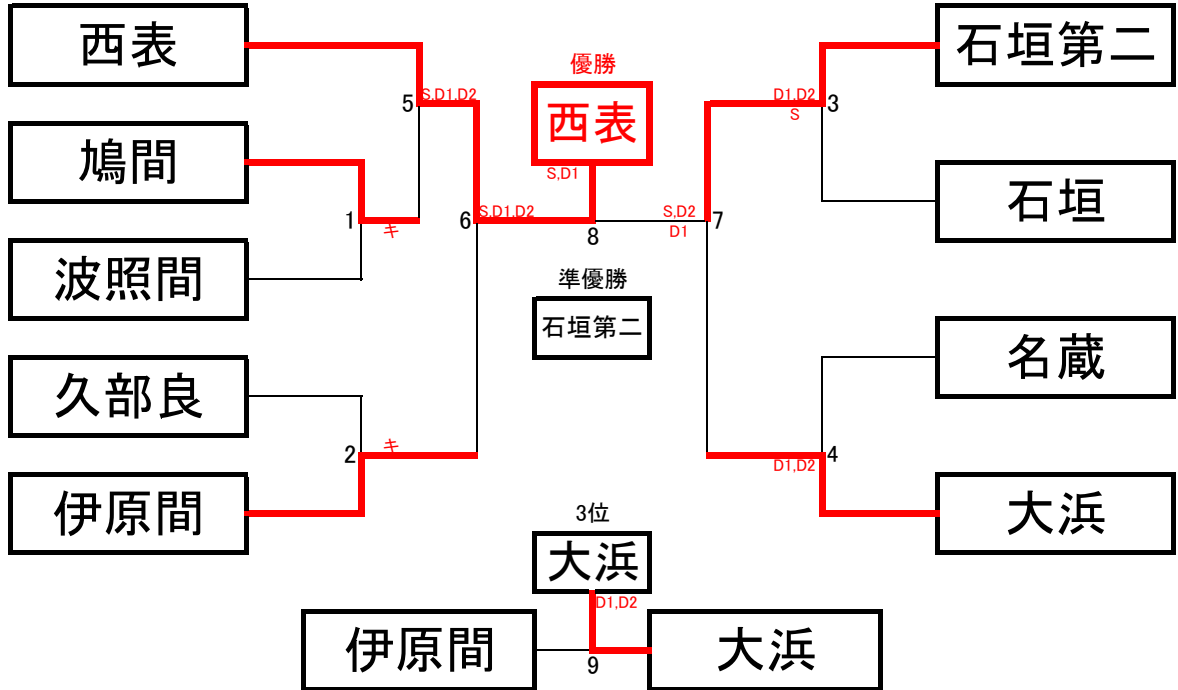 西表
石垣第二
優勝
5
S,D1,D2
西表
D1,D2
3
S
鳩間
S,D1
石垣
1
キ
6
S,D1,D2
8
S,D2
D1
7
波照間
準優勝
石垣第二
名蔵
久部良
2
キ
D1,D2
4
伊原間
大浜
3位
大浜
D1,D2
伊原間
9
大浜